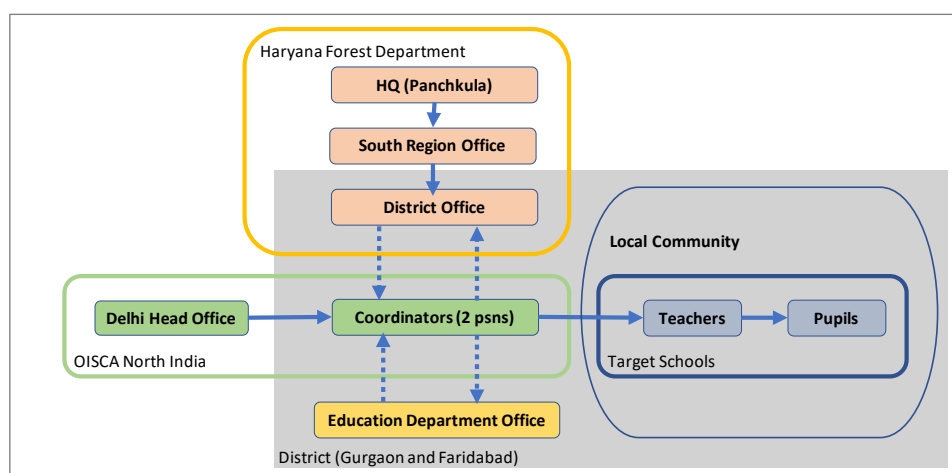 Haryana Forest Department
HQ (Panchkula)
South Region Office
District Office
Local Community
Delhi Head Office
Coordinators (2 psns)
Teachers
Pupils
OISCA North India
Target Schools
Education Department Office
District (Gurgaon and Faridabad)